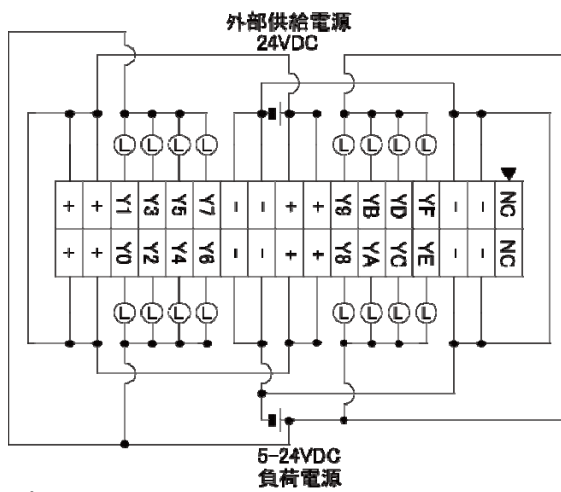 外部供給電源
24VDC
L L L L L L L L
+ + Y1 Y3 Y5 Y7 - - + + Y9 YB YD YF - - NC
+ + Y0 Y2 Y4 Y6 - - + + Y8 YA YC YE - - NC
L L L L L L L L
5-24VDC
負荷電源